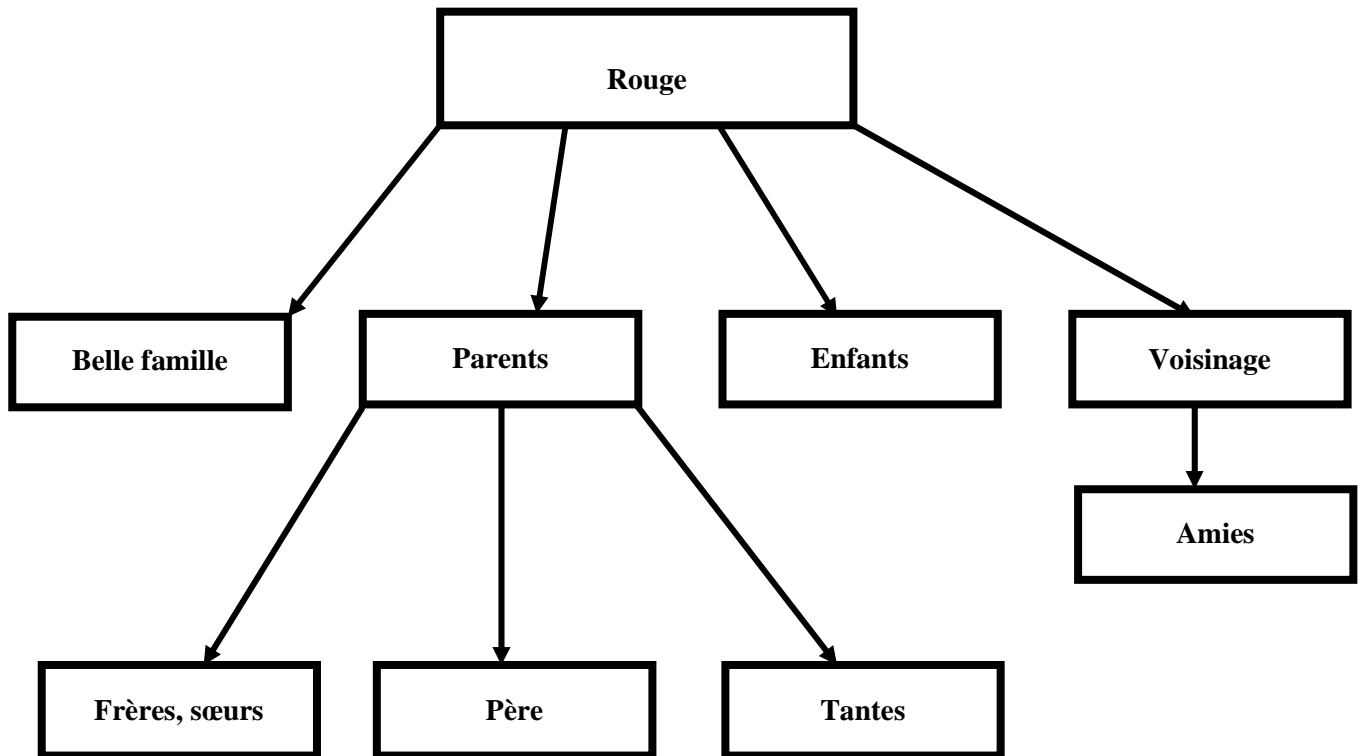 Rouge
Belle famille
Parents
Enfants
Voisinage
Amies
Frères, sœurs
Père
Tantes